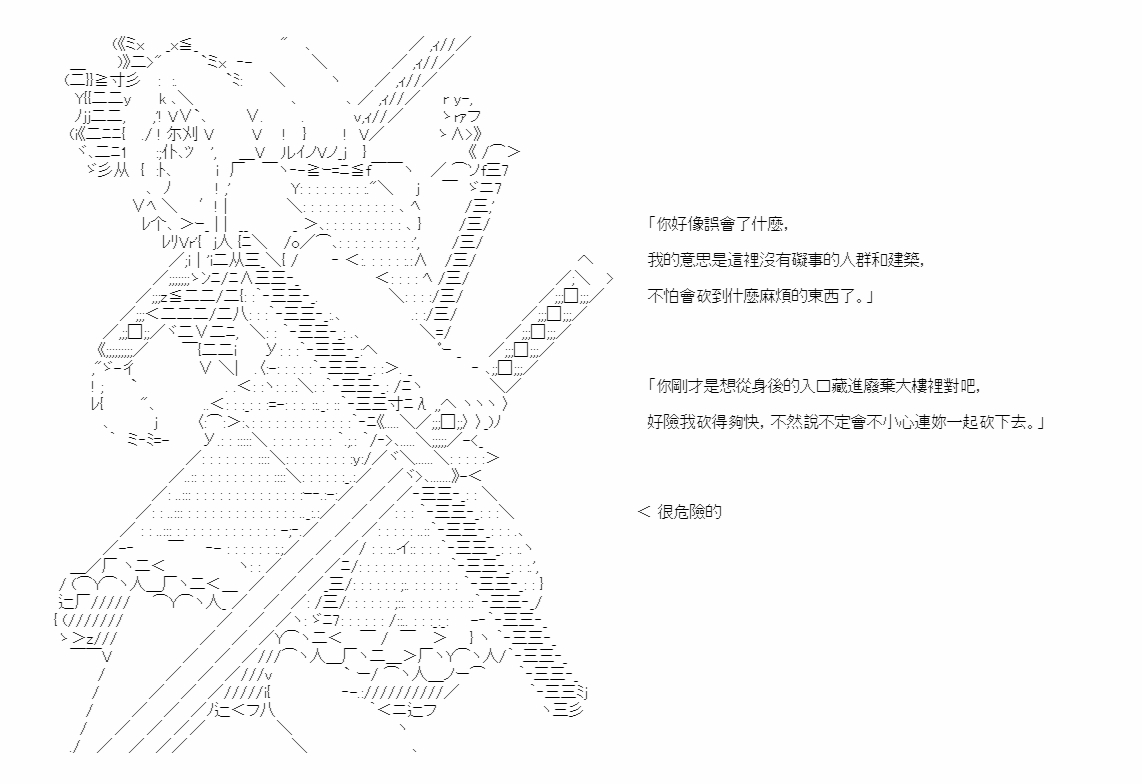 「你好像誤會了什麼,
我的意思是這裡沒有礙事的人群和建築,
不怕會砍到什麼麻煩的東西了。」
「你剛才是想從身後的入口藏進廢棄大樓裡對吧,
好險我砍得夠快, 不然說不定會不小心連妳一起砍下去。」
＜ 很危險的